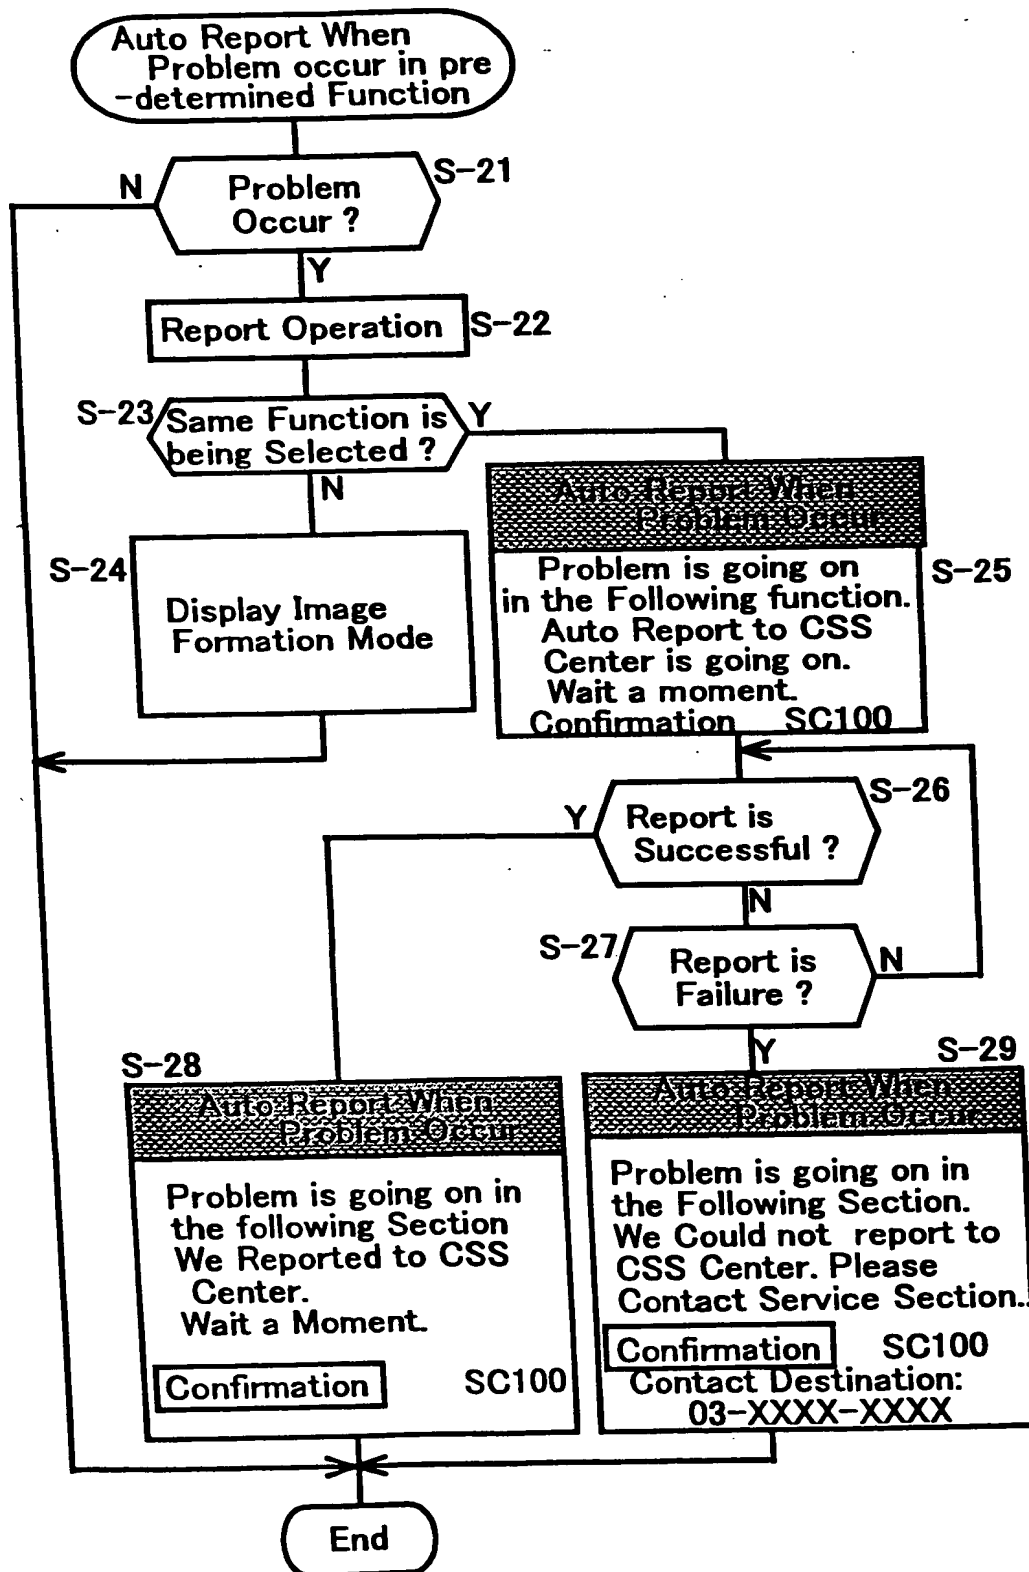 Auto Report When
Problem occur in pre
-determined Function
S-21
N
Problem
Occur ?
Y
Report Operation
S-22
S-23
Same Function is
being Selected ?
Y
N
Auto Report When
Problem Occur
S-24
Display Image
Formation Mode
S-25
Problem is going on
in the Following function.
Auto Report to CSS
Center is going on.
Wait a moment.
Confirmation SC100
S-26
Y
Report is
Successful ?
N
S-27
Report is
Failure ?
N
Y
S-28
Auto Report When
Problem Occur
Problem is going on in
the following Section
We Reported to CSS
Center.
Wait a Moment.
Confirmation SC100
S-29
Auto Report When
Problem Occur
Problem is going on in
the Following Section.
We Could not report to
CSS Center. Please
Contact Service Section..
Confirmation SC100
Contact Destination:
03-XXXX-XXXX
End